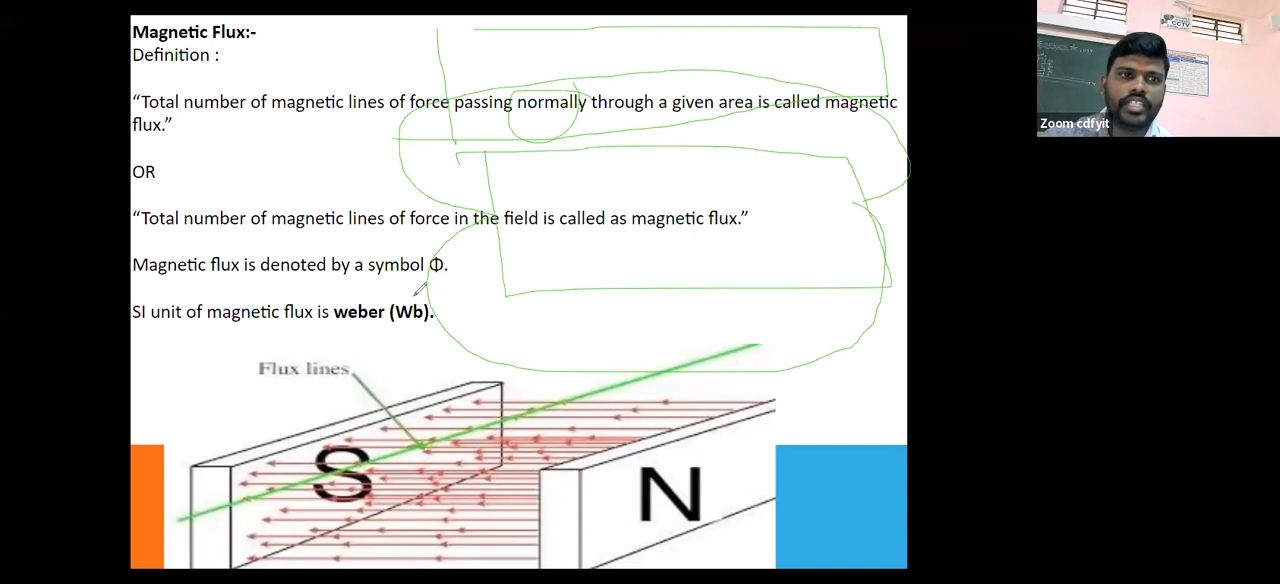 Magnetic Flux:-
Definition :
“Total number of magnetic lines of force passing normally through a given area is called magnetic
flux.”
OR
“Total number of magnetic lines of force in the field is called as magnetic flux.”
Magnetic flux is denoted by a symbol Φ.
SI unit of magnetic flux is weber (Wb).
Flux lines
S
N
CCTV
Zoom cdfyit